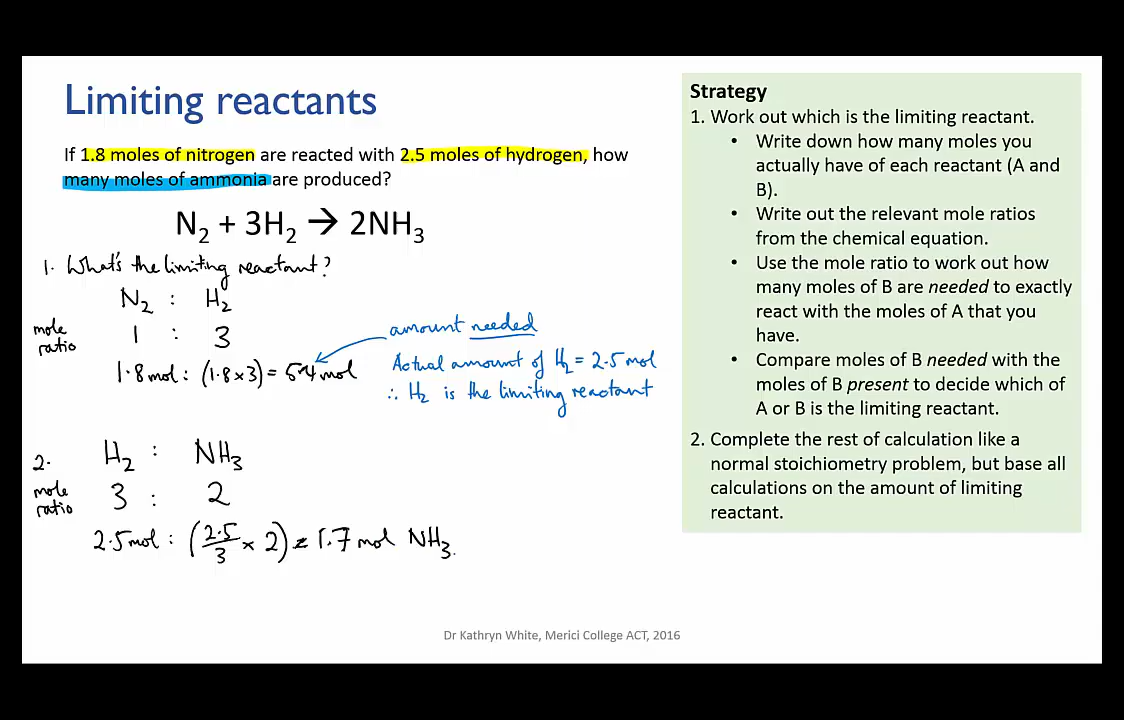 Limiting reactants
If 1.8 moles of nitrogen are reacted with 2.5 moles of hydrogen, how
many moles of ammonia are produced?
N₂ + 3H₂ → 2NH₃
1. What's the limiting reactant?
N₂ : H₂
mole ratio 1 : 3
1.8mol : (1.8 × 3) = 5.4 mol
amount needed
Actual amount of H₂ = 2.5 mol
∴ H₂ is the limiting reactant
2. H₂ : NH₃
mole ratio 3 : 2
2.5mol : (2.5/3 × 2) = 1.7 mol NH₃.
Strategy
1. Work out which is the limiting reactant.
• Write down how many moles you
actually have of each reactant (A and
B).
• Write out the relevant mole ratios
from the chemical equation.
• Use the mole ratio to work out how
many moles of B are needed to exactly
react with the moles of A that you
have.
• Compare moles of B needed with the
moles of B present to decide which of
A or B is the limiting reactant.
2. Complete the rest of calculation like a
normal stoichiometry problem, but base all
calculations on the amount of limiting
reactant.
Dr Kathryn White, Merici College ACT, 2016